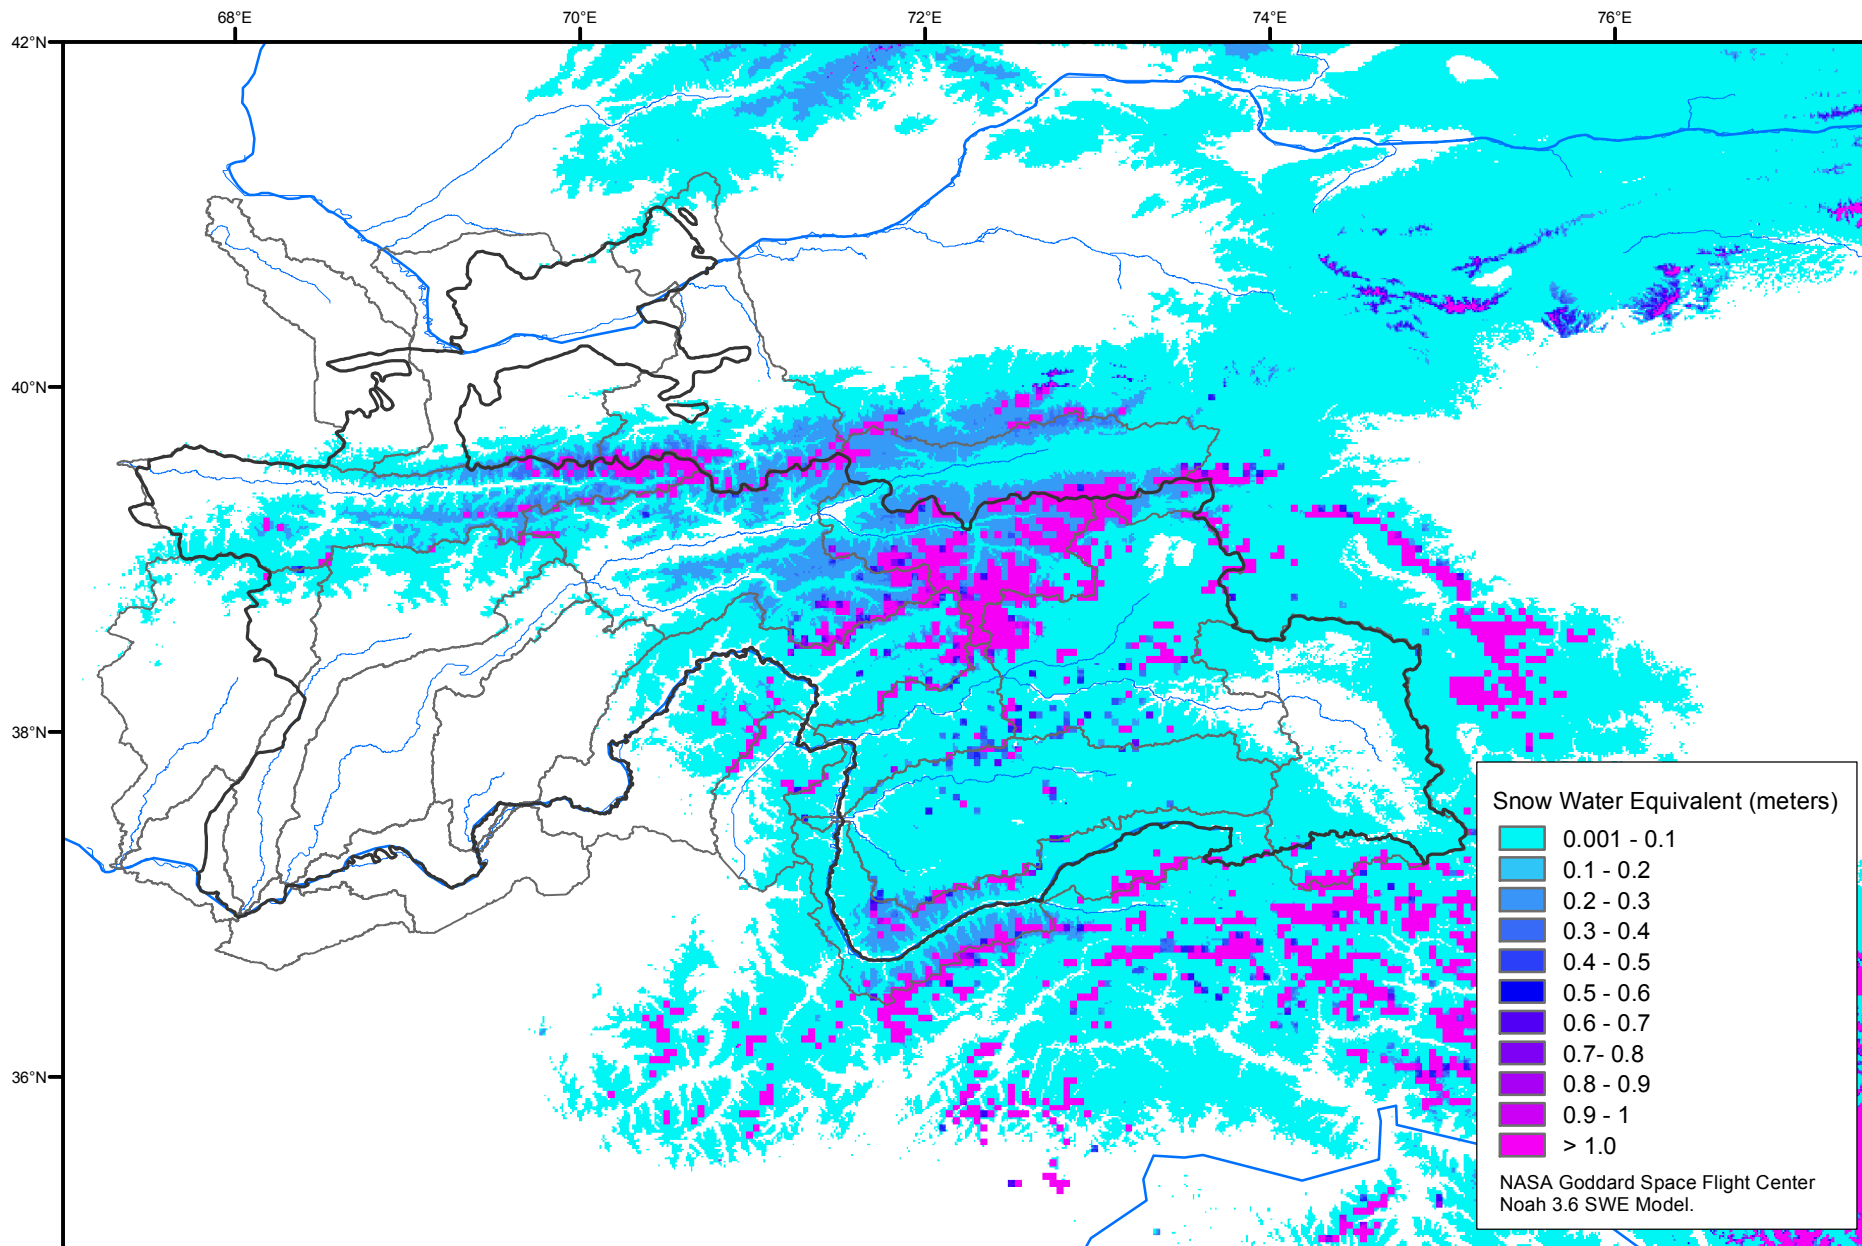 68°E
70°E
72°E
74°E
76°E
42°N
40°N
38°N
36°N
Snow Water Equivalent (meters)
0.001 - 0.1
0.1 - 0.2
0.2 - 0.3
0.3 - 0.4
0.4 - 0.5
0.5 - 0.6
0.6 - 0.7
0.7- 0.8
0.8 - 0.9
0.9 - 1
> 1.0
NASA Goddard Space Flight Center
Noah 3.6 SWE Model.